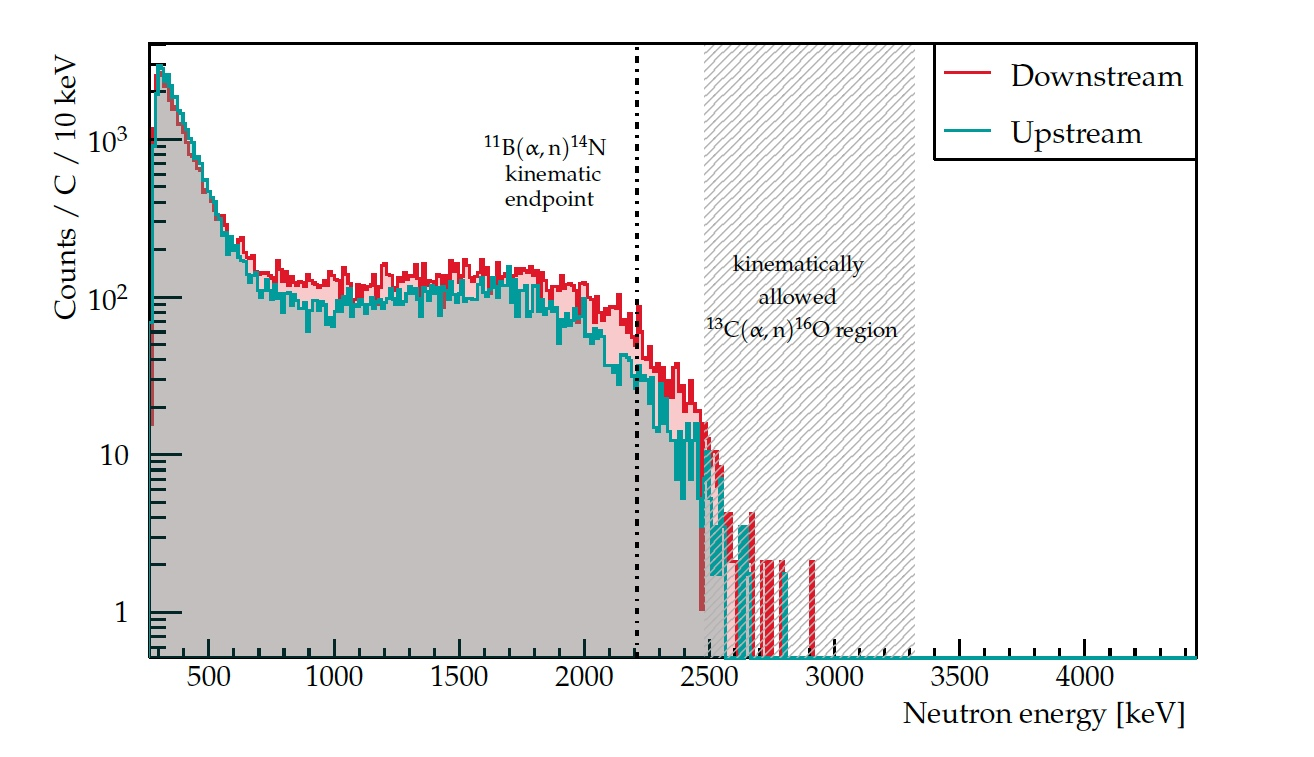 Counts / C / 10 keV
10³
10²
10
1
¹¹B(α, n)¹⁴N
kinematic
endpoint
kinematically
allowed
¹³C(α, n)¹⁶O region
Downstream
Upstream
500 1000 1500 2000 2500 3000 3500 4000
Neutron energy [keV]